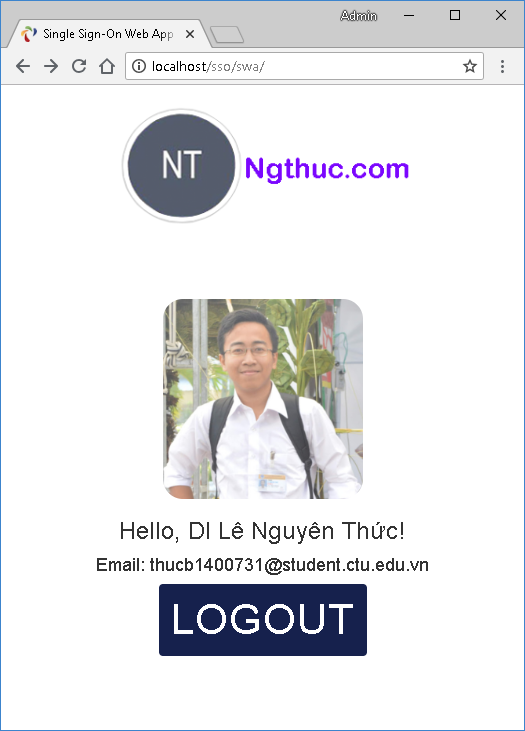 Admin
Single Sign-On Web App
localhost/sso/swa/
NT
Ngthuc.com
Hello, DI Lê Nguyên Thức!
Email: thucb1400731@student.ctu.edu.vn
LOGOUT